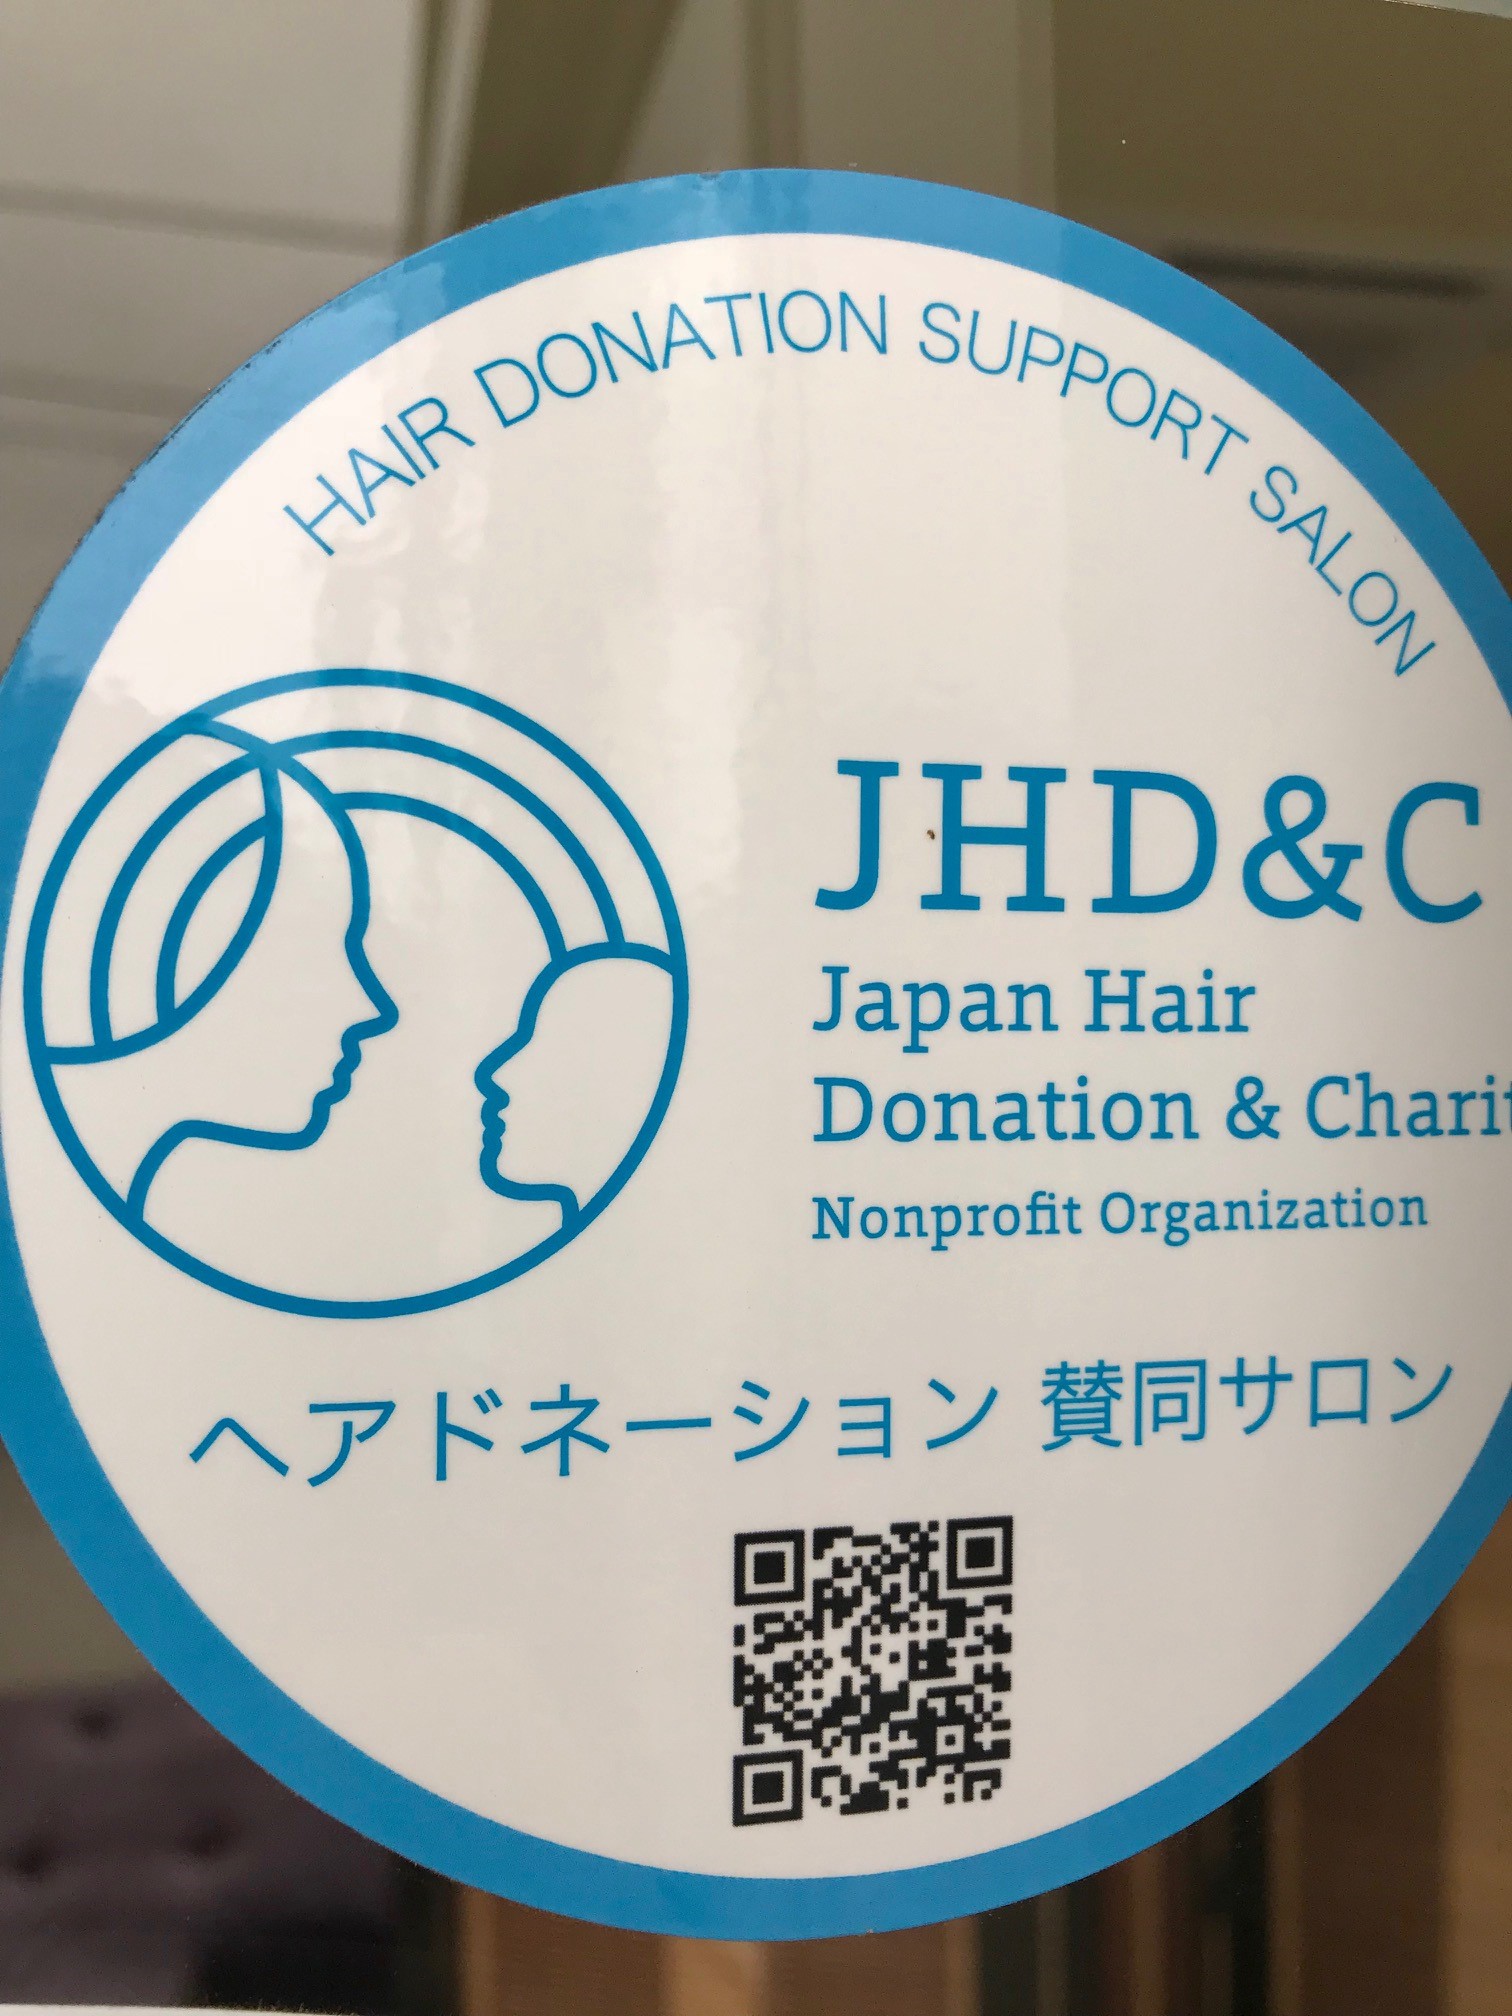 HAIR DONATION SUPPORT SALON
JHD&C
Japan Hair
Donation & Charit
Nonprofit Organization
ヘアドネーション 賛同サロン